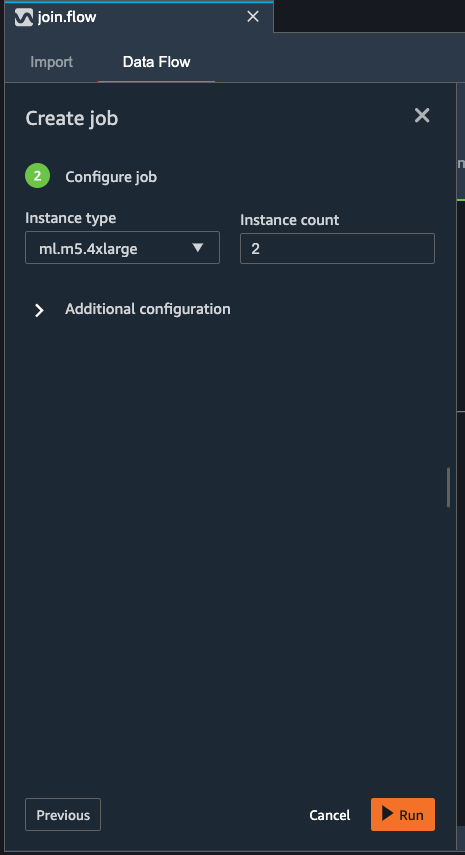 join.flow
Import Data Flow
Create job
2 Configure job
Instance type Instance count
ml.m5.4xlarge 2
Additional configuration
Previous Cancel Run